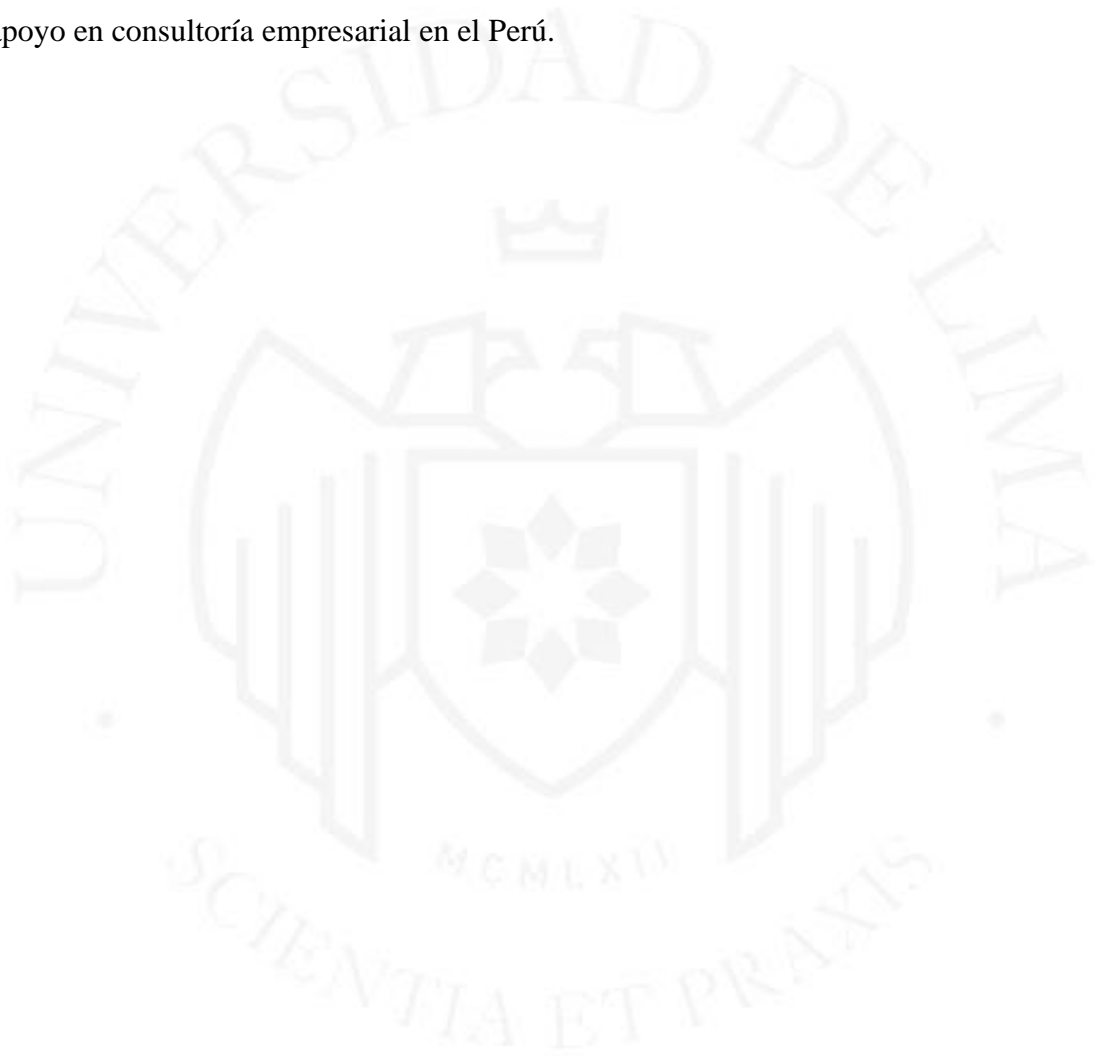 apoyo en consultoría empresarial en el Perú.
UNIVERSIDAD DE LIMA
MCMLXII
SCIENTIA ET PRAXIS